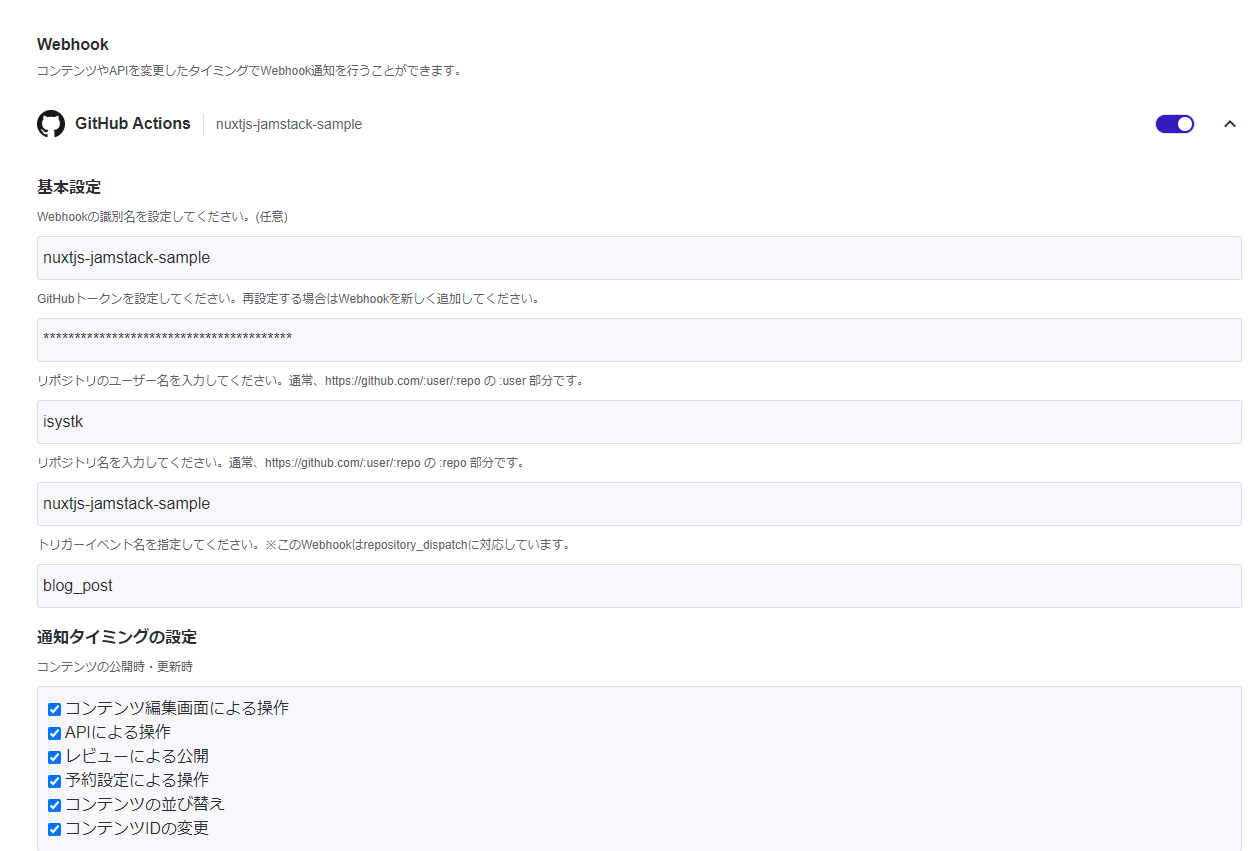 Webhook
コンテンツやAPIを変更したタイミングでWebhook通知を行うことができます。
GitHub Actions nuxtjs-jamstack-sample
基本設定
Webhookの識別名を設定してください。(任意)
nuxtjs-jamstack-sample
GitHubトークンを設定してください。再設定する場合はWebhookを新しく追加してください。
****************************************
リポジトリのユーザー名を入力してください。通常、https://github.com/:user/:repo の :user 部分です。
isystk
リポジトリ名を入力してください。通常、https://github.com/:user/:repo の :repo 部分です。
nuxtjs-jamstack-sample
トリガーイベント名を指定してください。※このWebhookはrepository_dispatchに対応しています。
blog_post
通知タイミングの設定
コンテンツの公開時・更新時
コンテンツ編集画面による操作
APIによる操作
レビューによる公開
予約設定による操作
コンテンツの並び替え
コンテンツIDの変更